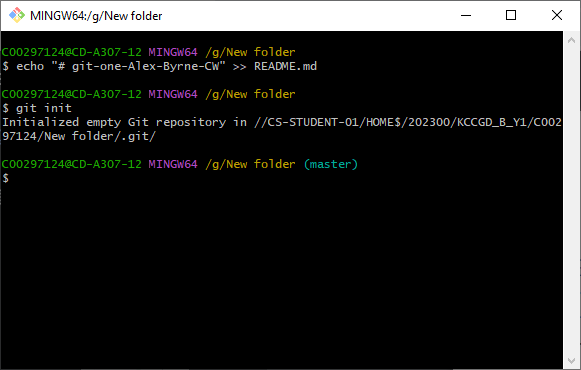 MINGW64:/g/New folder
C00297124@CD-A307-12 MINGW64 /g/New folder
$ echo "# git-one-Alex-Byrne-CW" >> README.md
C00297124@CD-A307-12 MINGW64 /g/New folder
$ git init
Initialized empty Git repository in //CS-STUDENT-01/HOME$/202300/KCCGD_B_Y1/C002
97124/New folder/.git/
C00297124@CD-A307-12 MINGW64 /g/New folder (master)
$